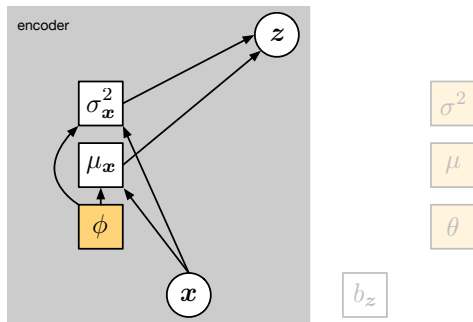 encoder
z
σ²ₓ
σ²
μₓ
μ
ϕ
θ
x
b_z